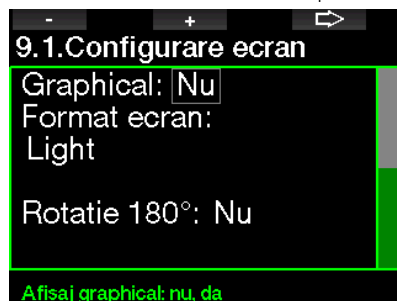 - + 
9.1.Configurare ecran
Graphical: Nu
Format ecran:
Light
Rotatie 180°: Nu
Afisaj graphical: nu, da